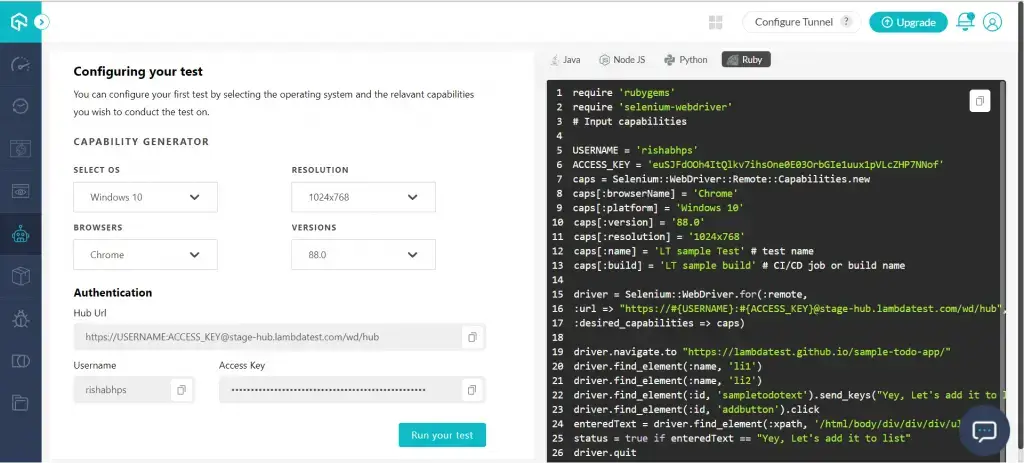 Configure Tunnel ?
Upgrade
Configuring your test
You can configure your first test by selecting the operating system and the relavant capabilities
you wish to conduct the test on.
CAPABILITY GENERATOR
SELECT OS
RESOLUTION
Windows 10
1024x768
BROWSERS
VERSIONS
Chrome
88.0
Authentication
Hub Url
https://USERNAME:ACCESS_KEY@stage-hub.lambdatest.com/wd/hub
Username
Access Key
rishabhps
••••••••••••••••••••••••••••••••••••••••••••••••••
Run your test
Java
Node JS
Python
Ruby
1 require 'rubygems'
2 require 'selenium-webdriver'
3 # Input capabilities
4
5 USERNAME = 'rishabhps'
6 ACCESS_KEY =
7 caps = Selenium::WebDriver::Remote::Capabilities.new
8 caps[:browserName] = 'Chrome'
9 caps[:platform] = 'Windows 10'
10 caps[:version] = '88.0'
11 caps[:resolution] = '1024x768'
12 caps[:name] = 'LT sample Test' # test name
13 caps[:build] = 'LT sample build' # CI/CD job or build name
14
15 driver = Selenium::WebDriver.for(:remote,
16 :url => "https://#{USERNAME}:#{ACCESS_KEY}@stage-hub.lambdatest.com/wd/hub",
17 :desired_capabilities => caps)
18
19 driver.navigate.to "https://lambdatest.github.io/sample-todo-app/"
20 driver.find_element(:name, 'li1')
21 driver.find_element(:name, 'li2')
22 driver.find_element(:id, 'sampletodotext').send_keys("Yey, Let's add it to l
23 driver.find_element(:id, 'addbutton').click
24 enteredText = driver.find_element(:xpath, '/html/body/div/div/div/ul
25 status = true if enteredText == "Yey, Let's add it to list"
26 driver.quit